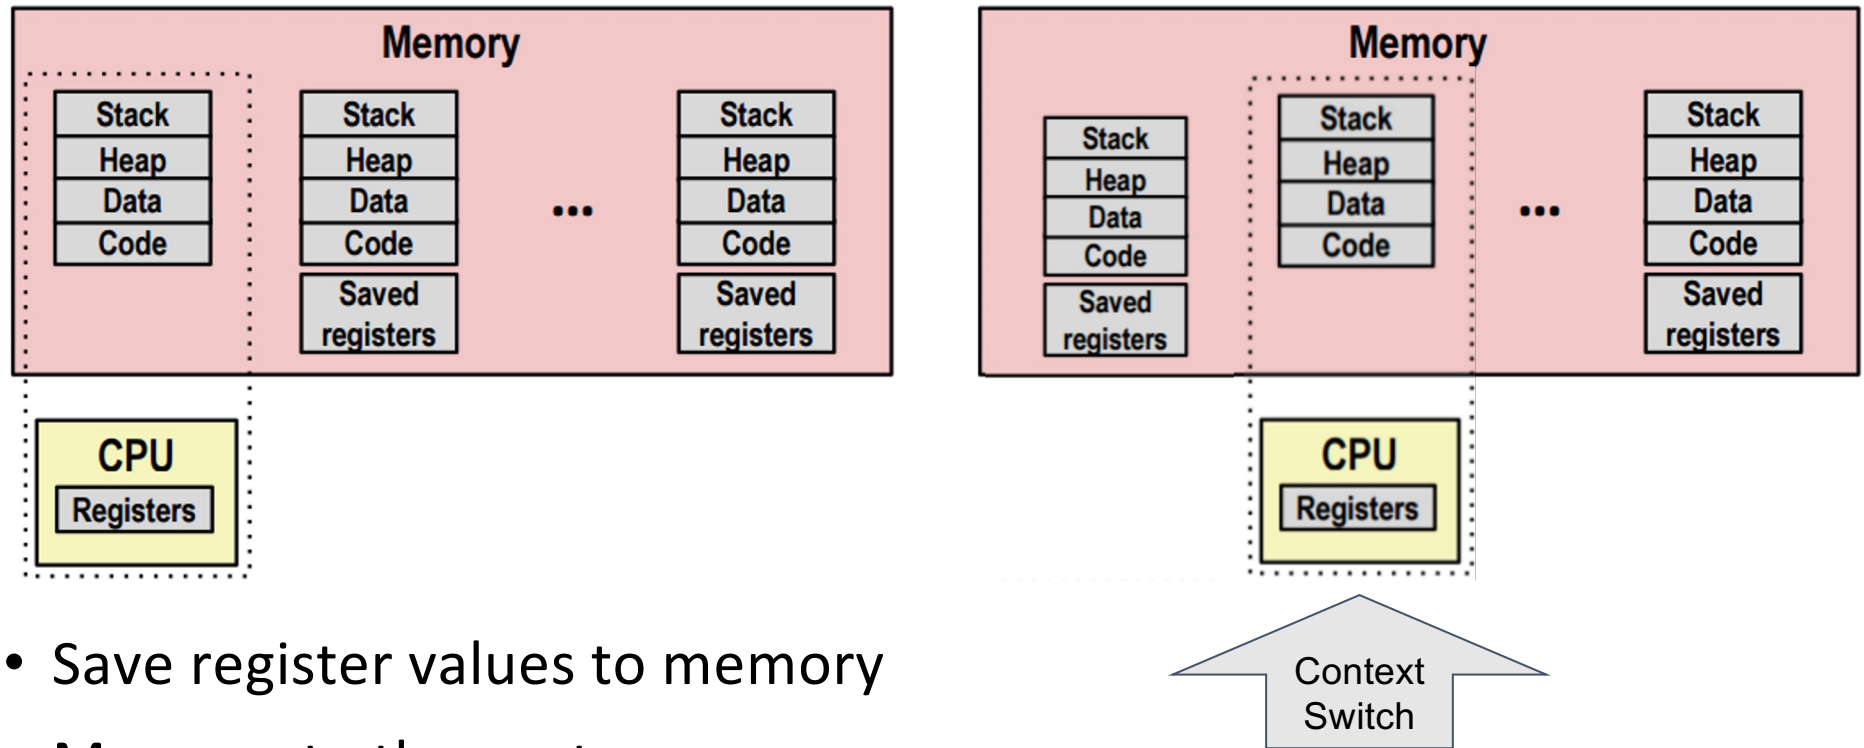 Memory
Stack
Heap
Data
Code
Stack
Heap
Data
Code
Saved
registers
...
Stack
Heap
Data
Code
Saved
registers
CPU
Registers
Memory
Stack
Heap
Data
Code
Saved
registers
Stack
Heap
Data
Code
...
Stack
Heap
Data
Code
Saved
registers
CPU
Registers
• Save register values to memory
Context
Switch